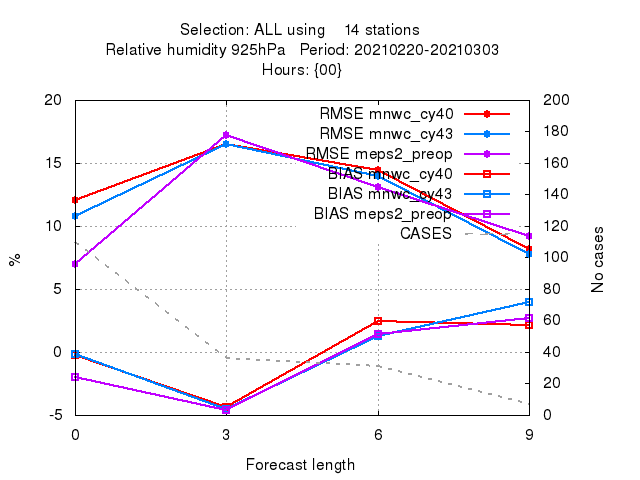 Selection: ALL using    14 stations
Relative humidity 925hPa   Period: 20210220-20210303
Hours: {00}
20
15
10
5
0
-5
%
200
180
160
140
120
100
80
60
40
20
0
No cases
RMSE mnwc_cy40
RMSE mnwc_cy43
RMSE meps2_preop
BIAS mnwc_cy40
BIAS mnwc_cy43
BIAS meps2_preop
CASES
0 3 6 9
Forecast length